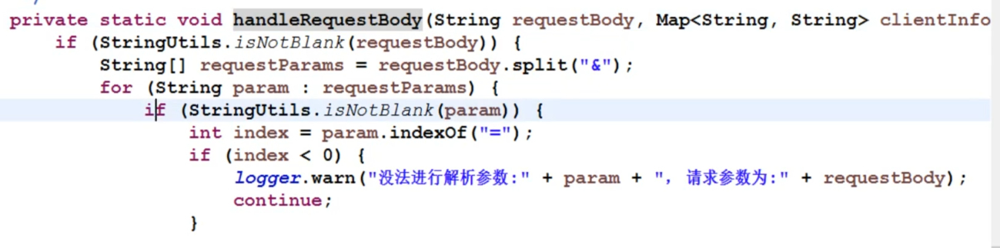 private static void handleRequestBody(String requestBody, Map<String, String> clientInfo
if (StringUtils.isNotBlank(requestBody)) {
String[] requestParams = requestBody.split("&");
for (String param : requestParams) {
if (StringUtils.isNotBlank(param)) {
int index = param.indexOf("=");
if (index < 0) {
logger.warn("没法进行解析参数:" + param + ", 请求参数为:" + requestBody);
continue;
}